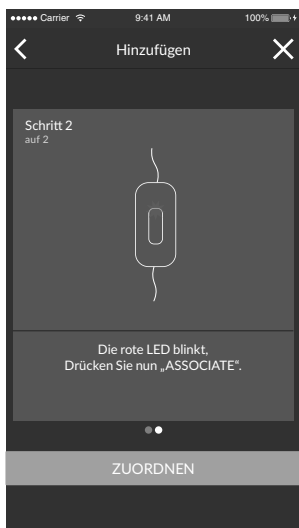 ●●●●● Carrier 9:41 AM 100%
Hinzufügen
Schritt 2
auf 2
Die rote LED blinkt,
Drücken Sie nun „ASSOCIATE“.
ZUORDNEN